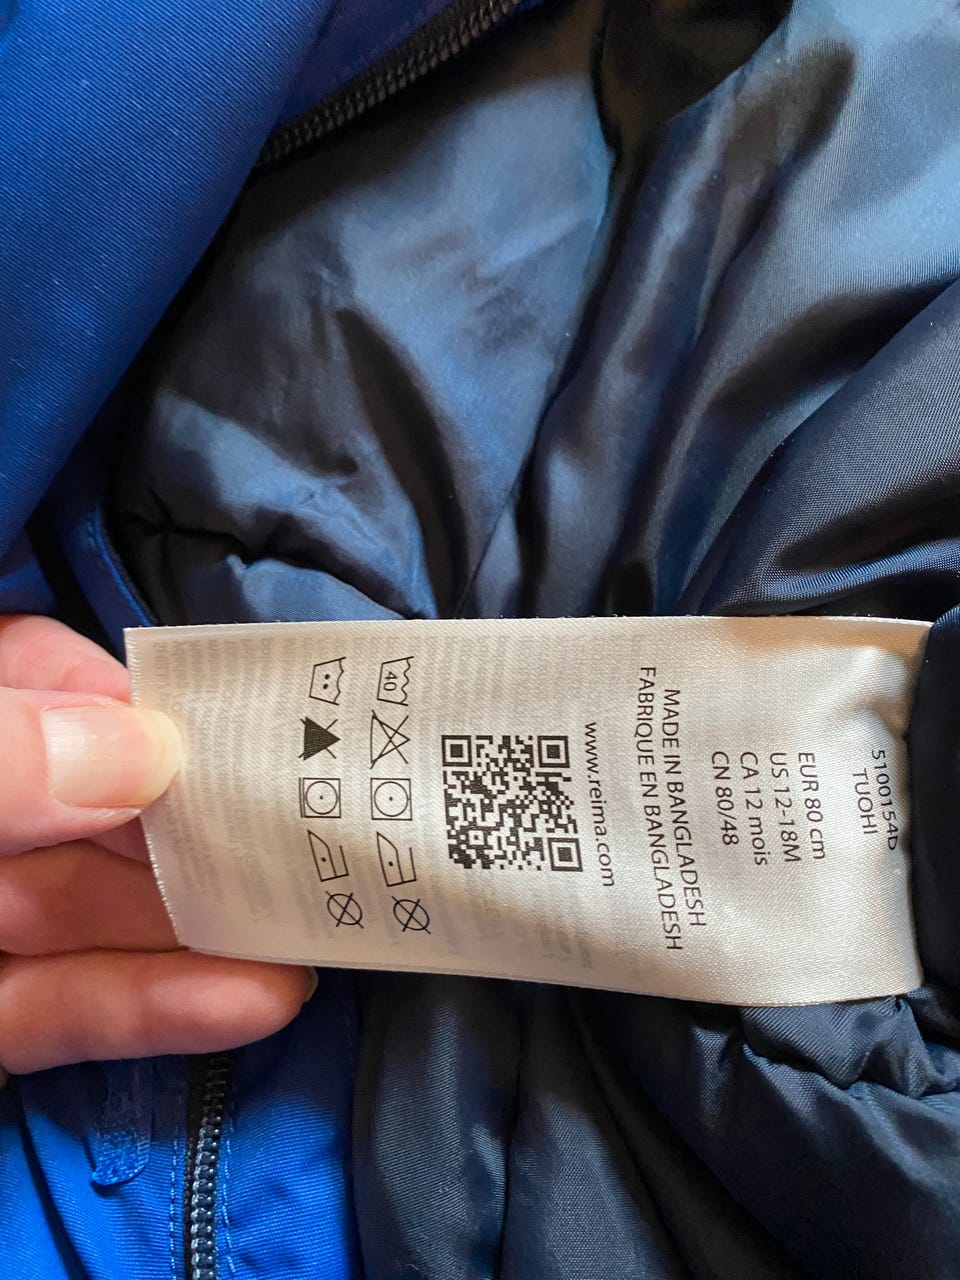 5100154B
TUOHI
EUR 80 cm
US 12-18M
CA 12 mois
CN 80/48
MADE IN BANGLADESH
FABRIQUE EN BANGLADESH
www.reima.com
40